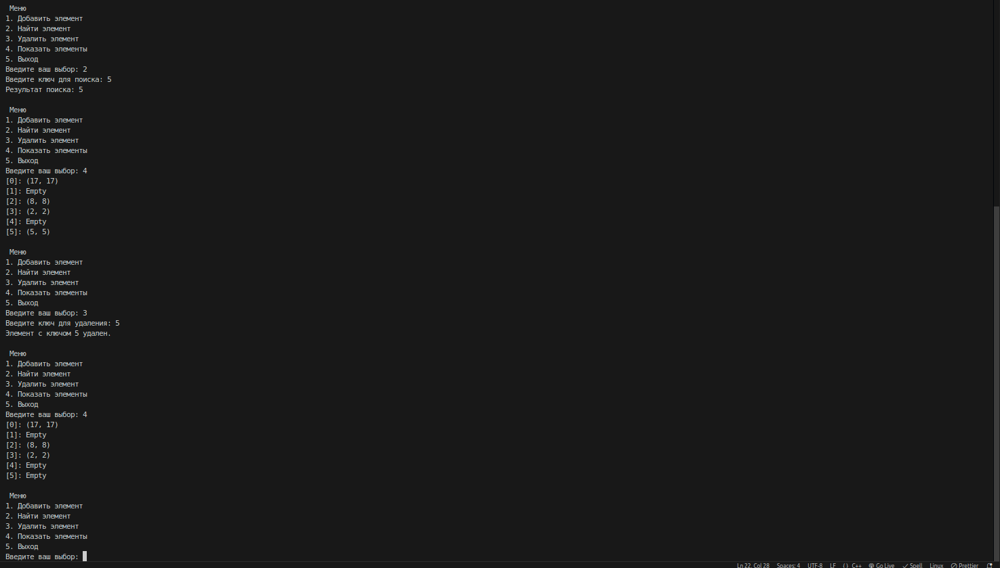 Меню
1. Добавить элемент
2. Найти элемент
3. Удалить элемент
4. Показать элементы
5. Выход
Введите ваш выбор: 2
Введите ключ для поиска: 5
Результат поиска: 5
Меню
1. Добавить элемент
2. Найти элемент
3. Удалить элемент
4. Показать элементы
5. Выход
Введите ваш выбор: 4
[0]: (17, 17)
[1]: Empty
[2]: (8, 8)
[3]: (2, 2)
[4]: Empty
[5]: (5, 5)
Меню
1. Добавить элемент
2. Найти элемент
3. Удалить элемент
4. Показать элементы
5. Выход
Введите ваш выбор: 3
Введите ключ для удаления: 5
Элемент с ключом 5 удален.
Меню
1. Добавить элемент
2. Найти элемент
3. Удалить элемент
4. Показать элементы
5. Выход
Введите ваш выбор: 4
[0]: (17, 17)
[1]: Empty
[2]: (8, 8)
[3]: (2, 2)
[4]: Empty
[5]: Empty
Меню
1. Добавить элемент
2. Найти элемент
3. Удалить элемент
4. Показать элементы
5. Выход
Введите ваш выбор:
Ln 22, Col 28 Spaces: 4 UTF-8 LF {} C++ Go Live Spell Linux Prettier